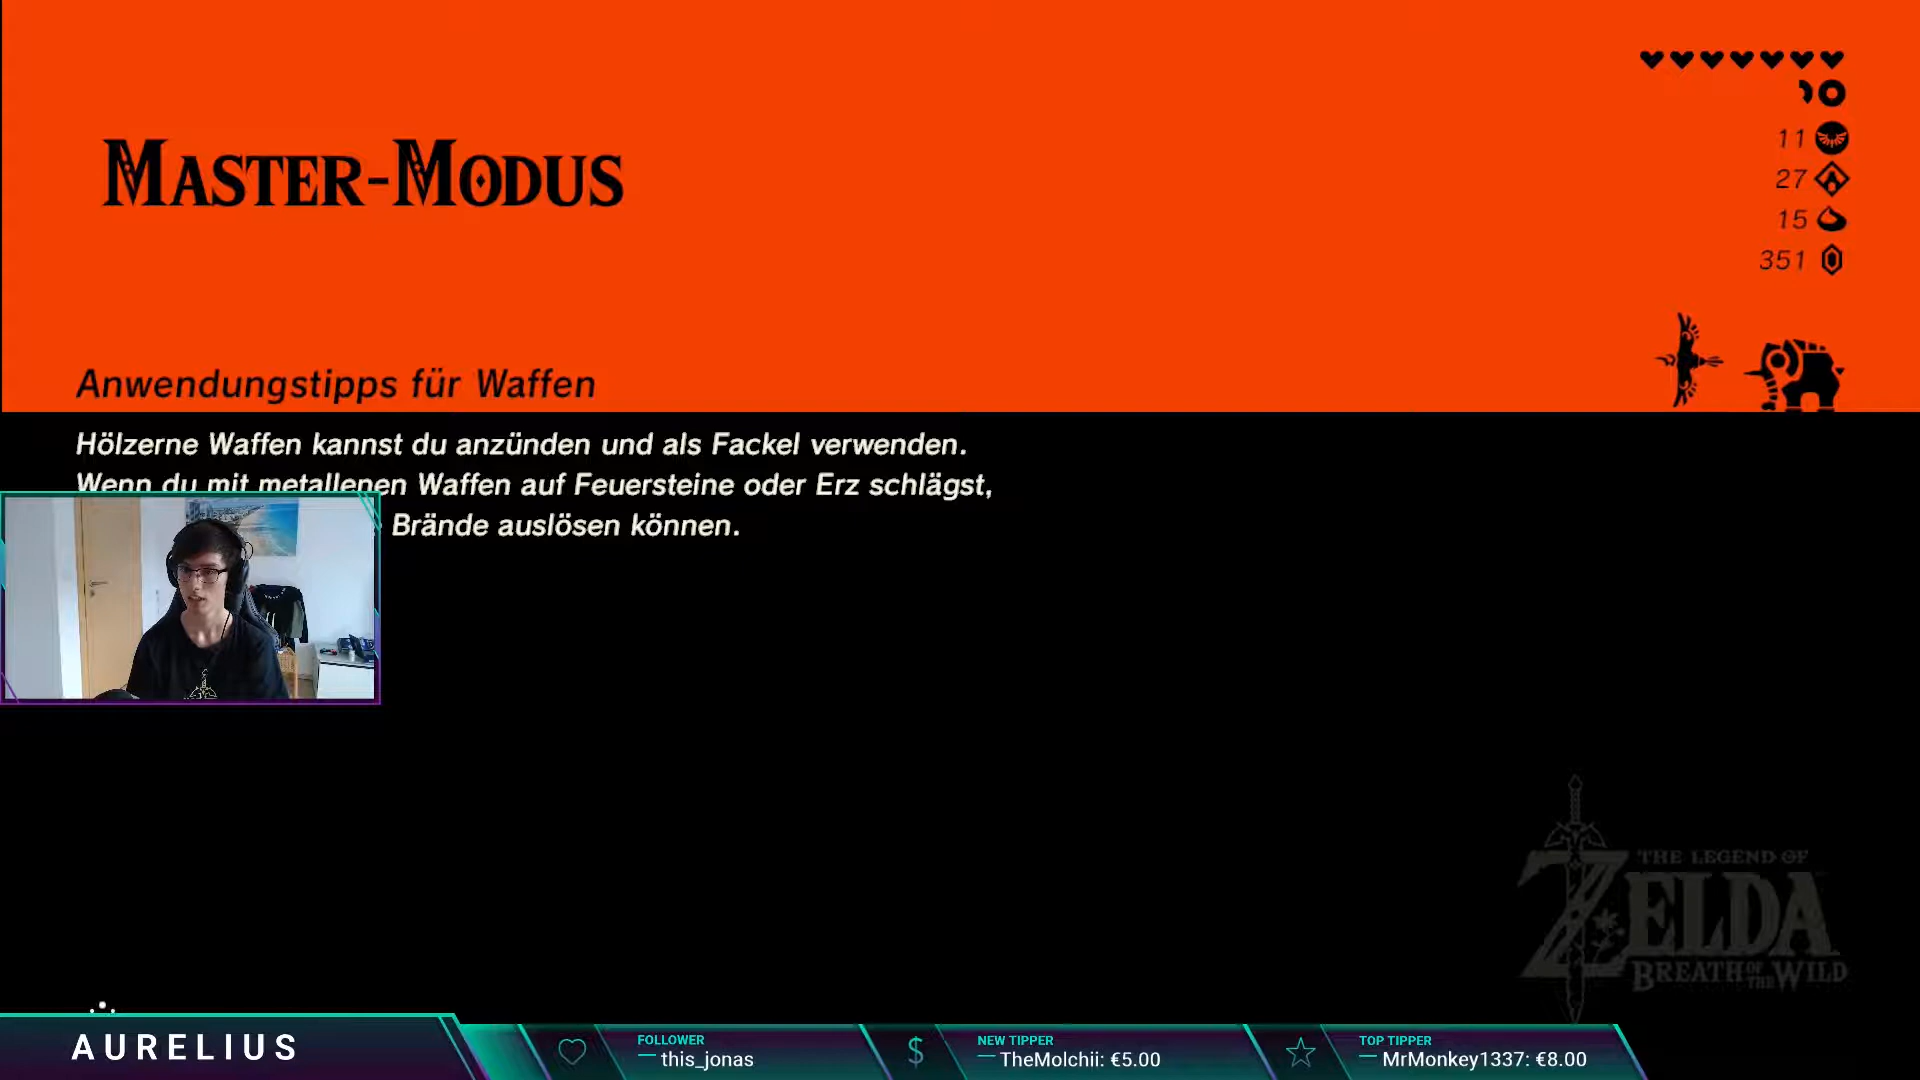 MASTER-MODUS
11
27
15
351
Anwendungstipps für Waffen
Hölzerne Waffen kannst du anzünden und als Fackel verwenden.
Wenn du mit metallenen Waffen auf Feuersteine oder Erz schlägst,
Brände auslösen können.
THE LEGEND OF
ZELDA
BREATH OF THE WILD
AURELIUS
FOLLOWER
this_jonas
$
NEW TIPPER
TheMolchii: €5.00
TOP TIPPER
MrMonkey1337: €8.00